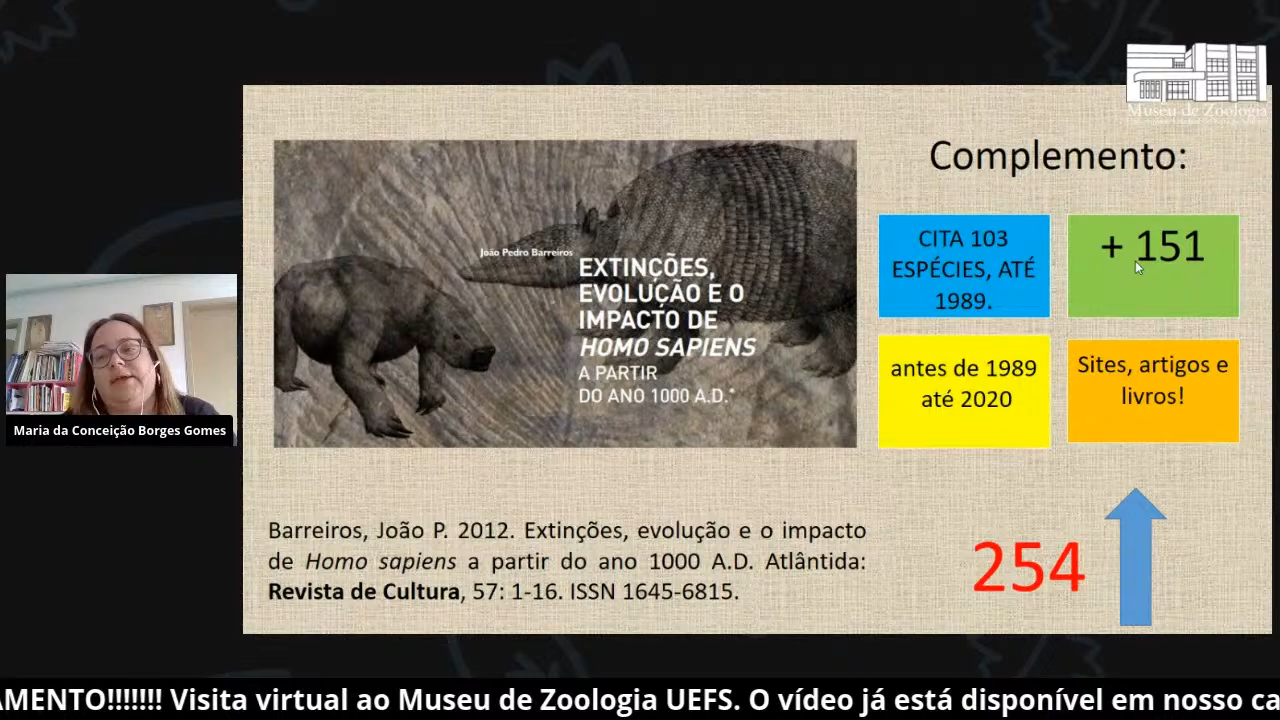 Museu de Zoologia
Complemento:
João Pedro Barreiros
EXTINÇÕES,
EVOLUÇÃO E O
IMPACTO DE
HOMO SAPIENS
A PARTIR
DO ANO 1000 A.D.*
CITA 103
ESPÉCIES, ATÉ
1989.
+ 151
antes de 1989
até 2020
Sites, artigos e
livros!
Maria da Conceição Borges Gomes
Barreiros, João P. 2012. Extinções, evolução e o impacto
de Homo sapiens a partir do ano 1000 A.D. Atlântida:
Revista de Cultura, 57: 1-16. ISSN 1645-6815.
254
AMENTO!!!!!!! Visita virtual ao Museu de Zoologia UEFS. O vídeo já está disponível em nosso ca